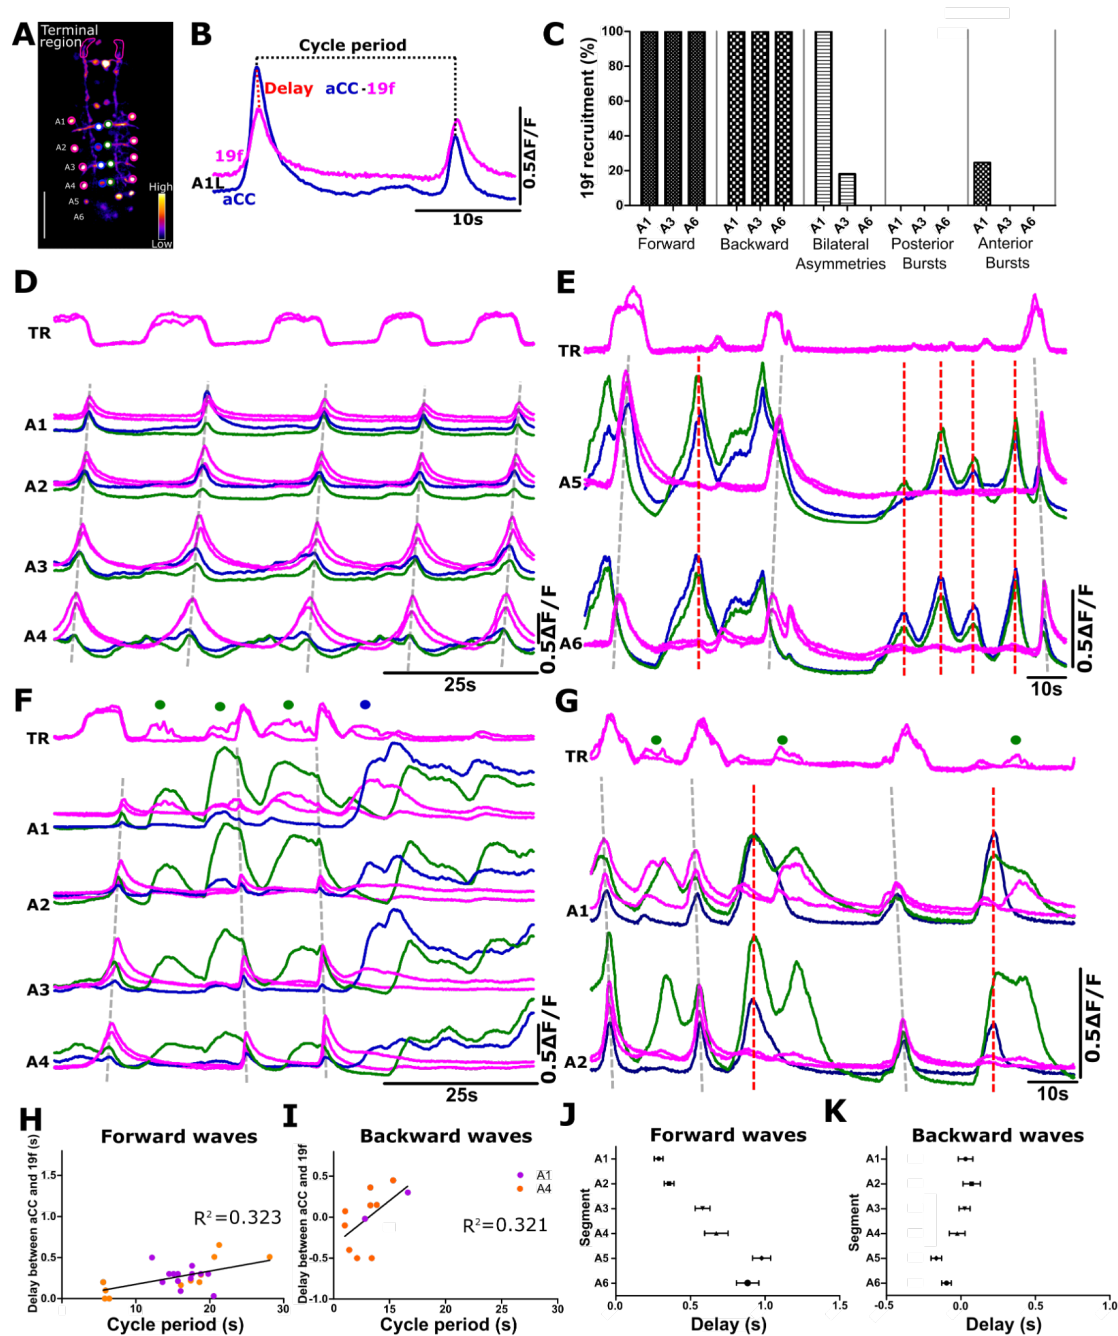 A
Terminal
region
A1
A2
A3
A4
A5
A6
High
Low
B
Cycle period
Delay aCC-19f
19f
A1L
aCC
0.5ΔF/F
10s
C
19f recruitment (%)
100
80
60
40
20
0
A1 A3 A6 A1 A3 A6 A1 A3 A6 A1 A3 A6 A1 A3 A6
Forward Backward Bilateral Posterior Anterior
Asymmetries Bursts Bursts
D
TR
A1
A2
A3
A4
0.5ΔF/F
25s
E
TR
A5
A6
0.5ΔF/F
10s
F
TR
A1
A2
A3
A4
0.5ΔF/F
25s
G
TR
A1
A2
0.5ΔF/F
10s
H
Forward waves
Delay between aCC and 19f (s)
1.5
1.0
0.5
0.0
R²=0.323
0 10 20 30
Cycle period (s)
I
Backward waves
Delay between aCC and 19f
0.5
0.0
-0.5
-1.0
A1
A4
R²=0.321
0 10 20 30
Cycle period (s)
J
Forward waves
Segment
A1
A2
A3
A4
A5
A6
0.0 0.5 1.0 1.5
Delay (s)
K
Backward waves
Segment
A1
A2
A3
A4
A5
A6
-0.5 0.0 0.5 1.0
Delay (s)